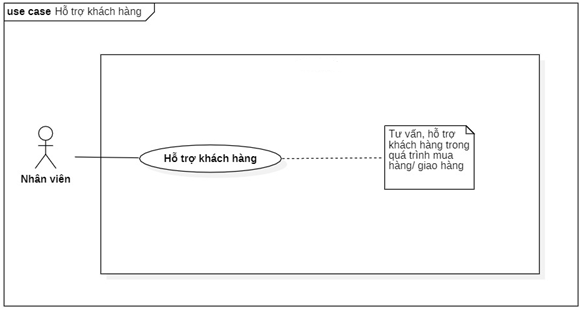 use case Hỗ trợ khách hàng
Tư vấn, hỗ trợ
khách hàng trong
quá trình mua
hàng/ giao hàng
Hỗ trợ khách hàng
Nhân viên